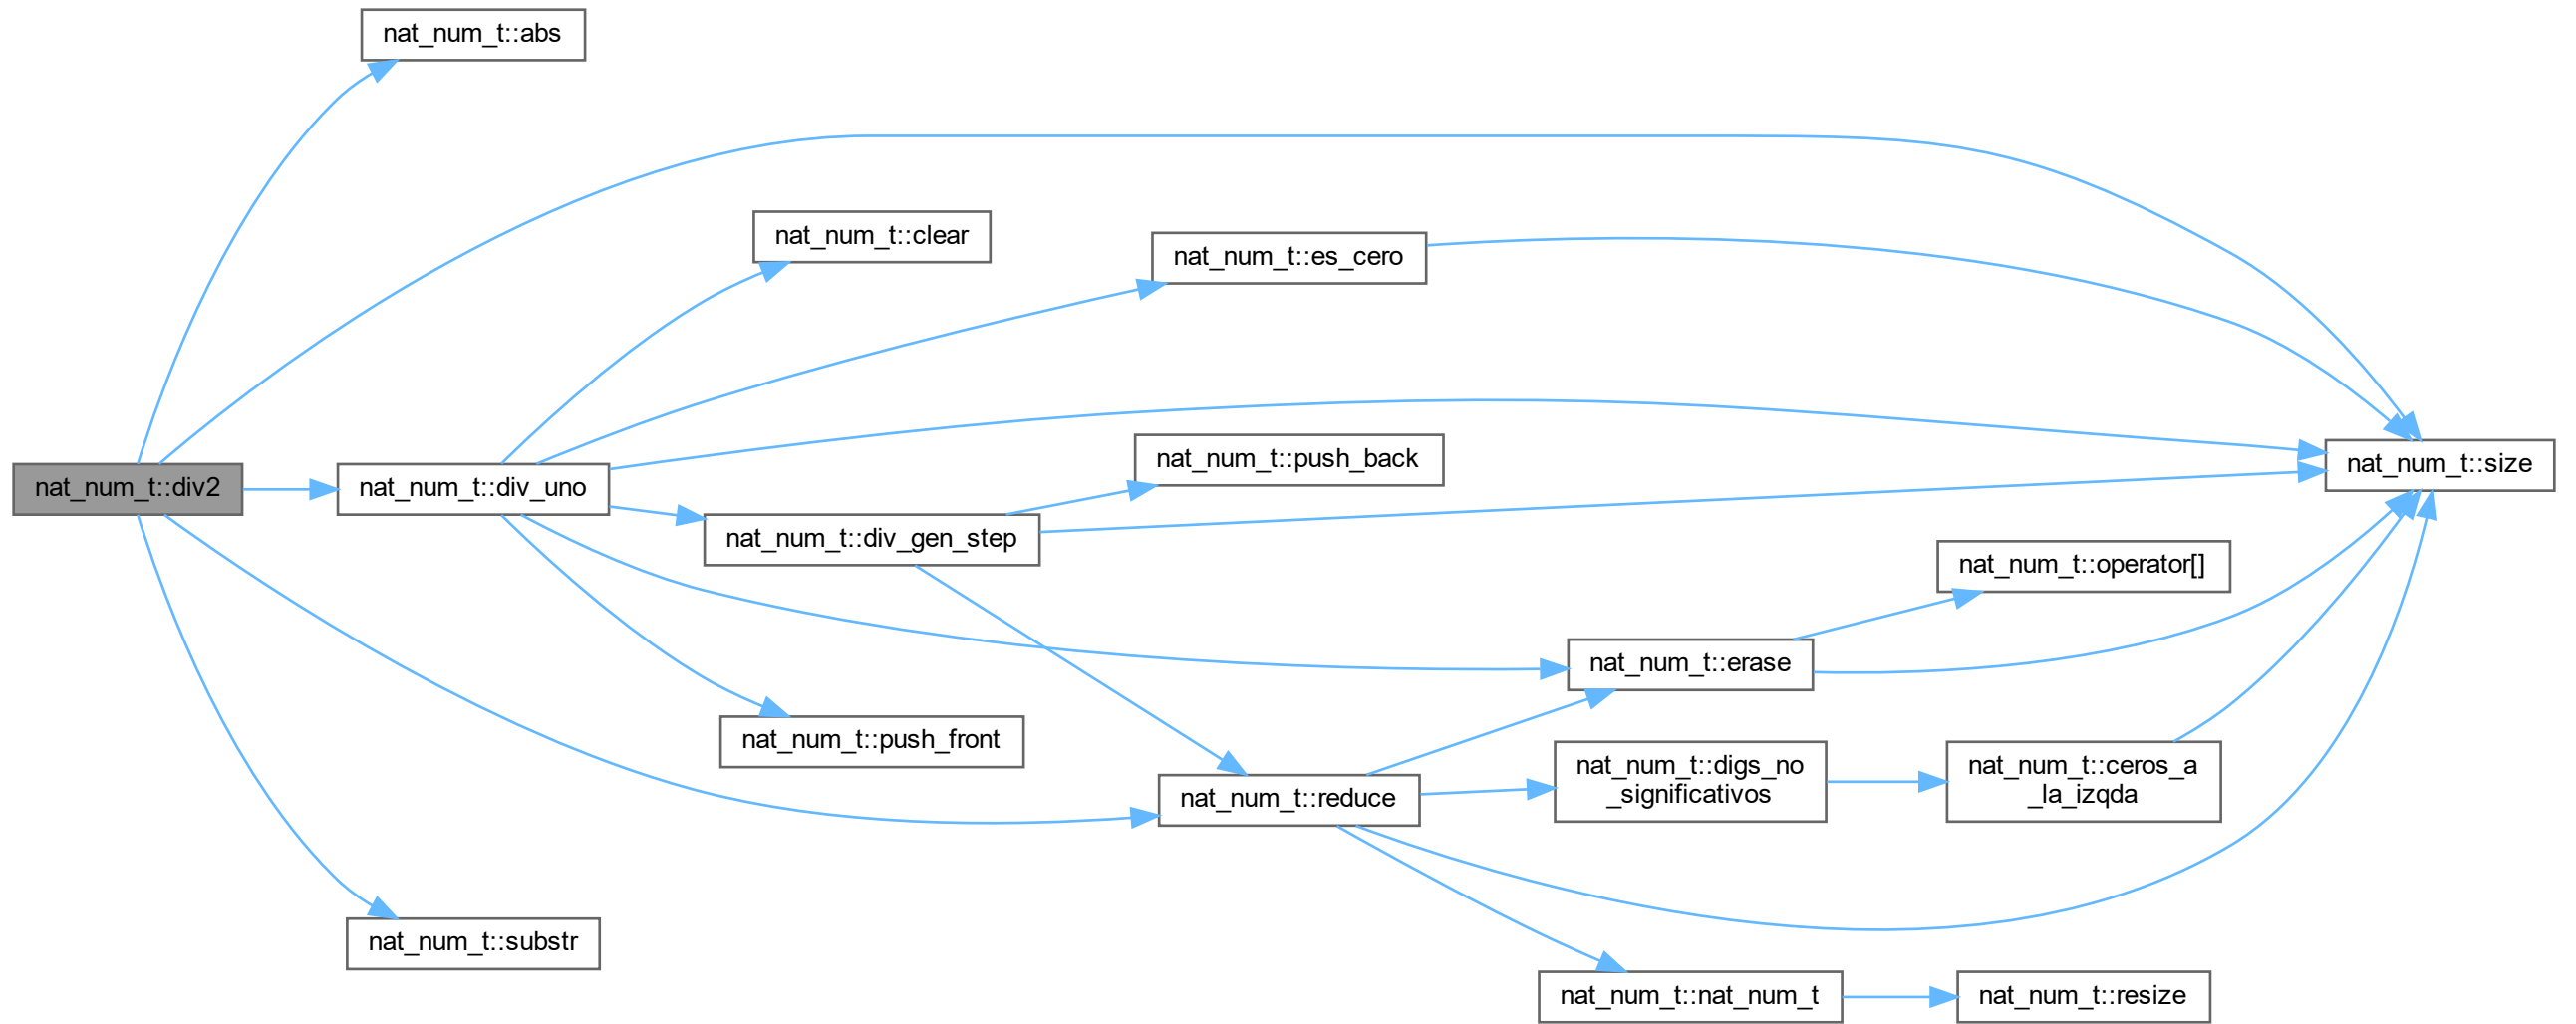 nat_num_t::abs
nat_num_t::clear
nat_num_t::es_cero
nat_num_t::push_back
nat_num_t::size
nat_num_t::div2
nat_num_t::div_uno
nat_num_t::div_gen_step
nat_num_t::operator[]
nat_num_t::erase
nat_num_t::push_front
nat_num_t::reduce
nat_num_t::digs_no
_significativos
nat_num_t::ceros_a
_la_izqda
nat_num_t::substr
nat_num_t::nat_num_t
nat_num_t::resize